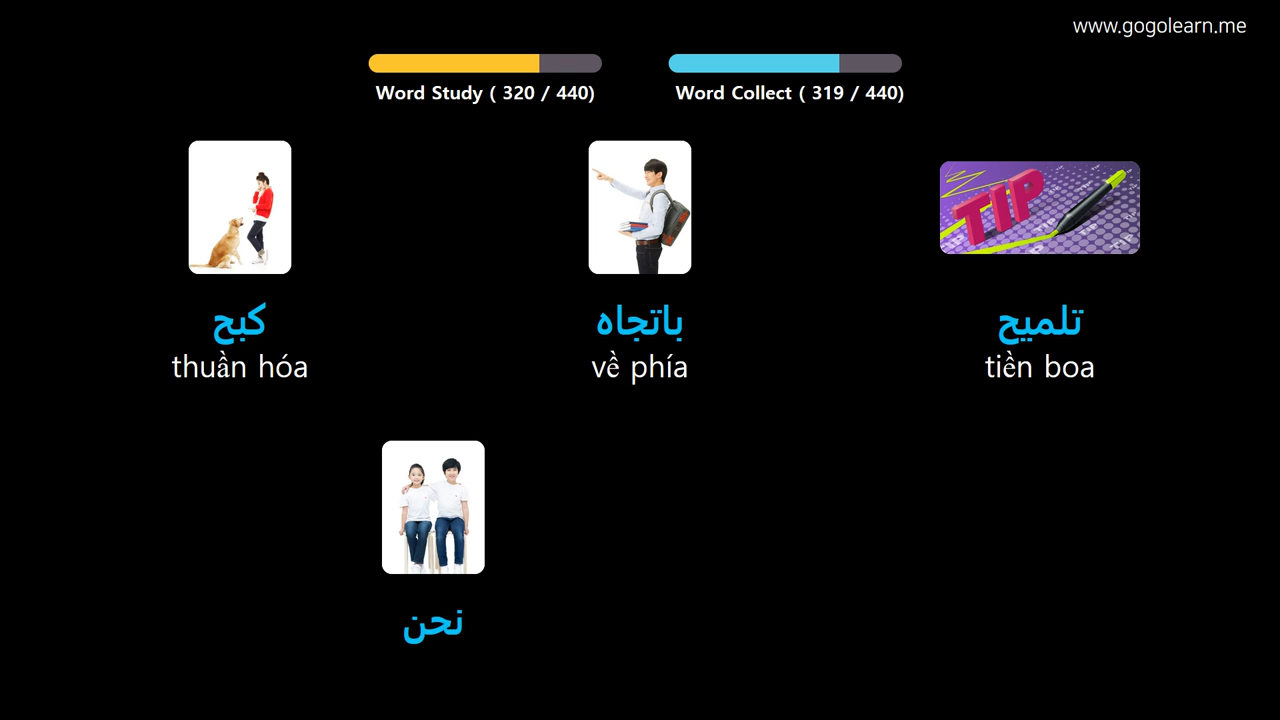 www.gogolearn.me
Word Study ( 320 / 440)
Word Collect ( 319 / 440)
TIP
كبح
thuần hóa
باتجاه
về phía
تلميح
tiền boa
نحن